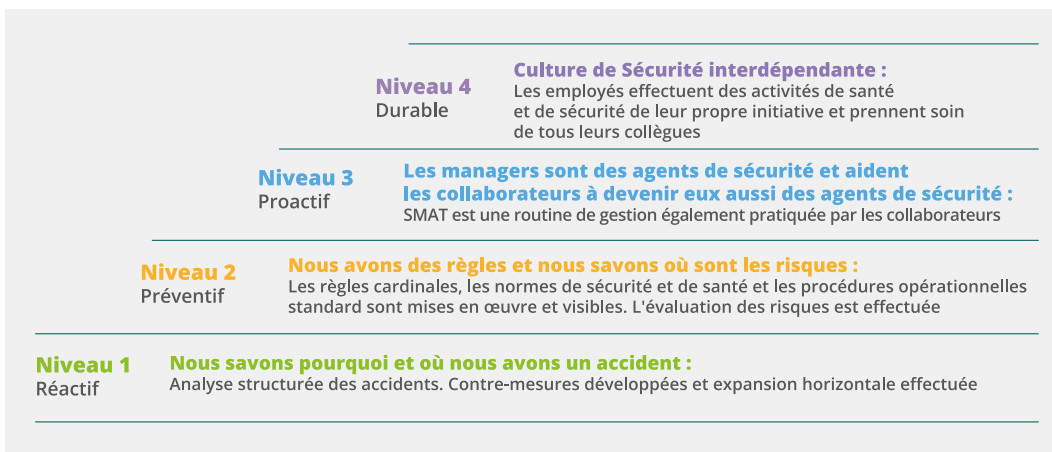 Niveau 4
Durable
Culture de Sécurité interdépendante :
Les employés effectuent des activités de santé
et de sécurité de leur propre initiative et prennent soin
de tous leurs collègues
Niveau 3
Proactif
Les managers sont des agents de sécurité et aident
les collaborateurs à devenir eux aussi des agents de sécurité :
SMAT est une routine de gestion également pratiquée par les collaborateurs
Niveau 2
Préventif
Nous avons des règles et nous savons où sont les risques :
Les règles cardinales, les normes de sécurité et de santé et les procédures opérationnelles
standard sont mises en œuvre et visibles. L'évaluation des risques est effectuée
Niveau 1
Réactif
Nous savons pourquoi et où nous avons un accident :
Analyse structurée des accidents. Contre-mesures développées et expansion horizontale effectuée